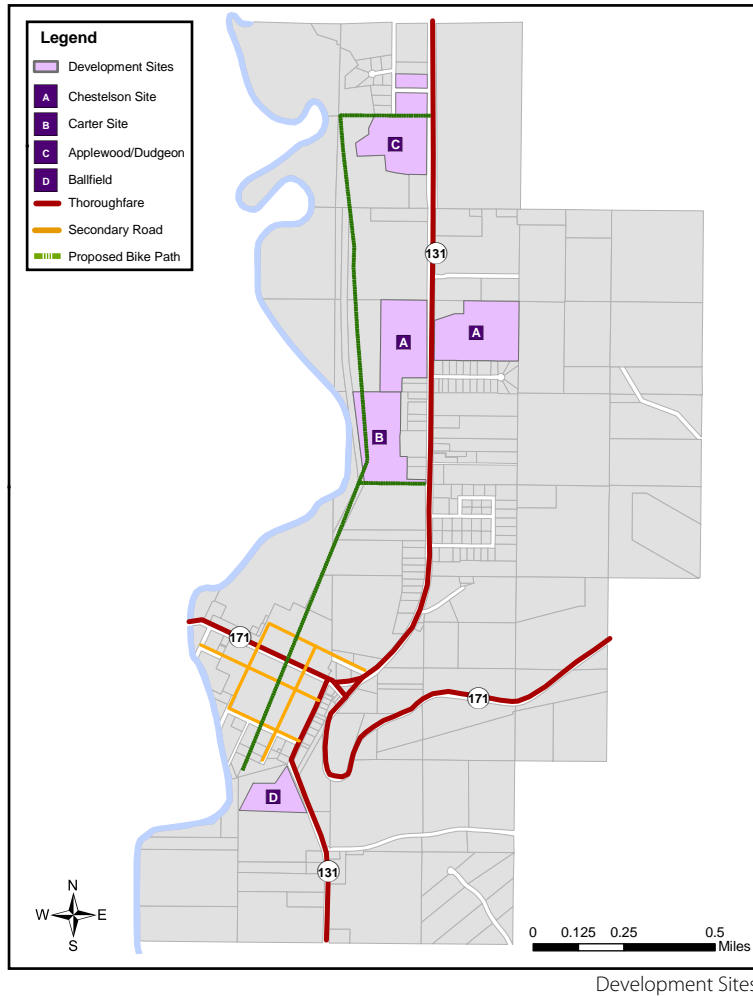 Legend
Development Sites
A Chestelson Site
B Carter Site
C Applewood/Dudgeon
D Ballfield
Thoroughfare
Secondary Road
Proposed Bike Path
C
131
A
A
B
171
171
D
131
N
W E
S
0 0.125 0.25 0.5
Miles
Development Sites